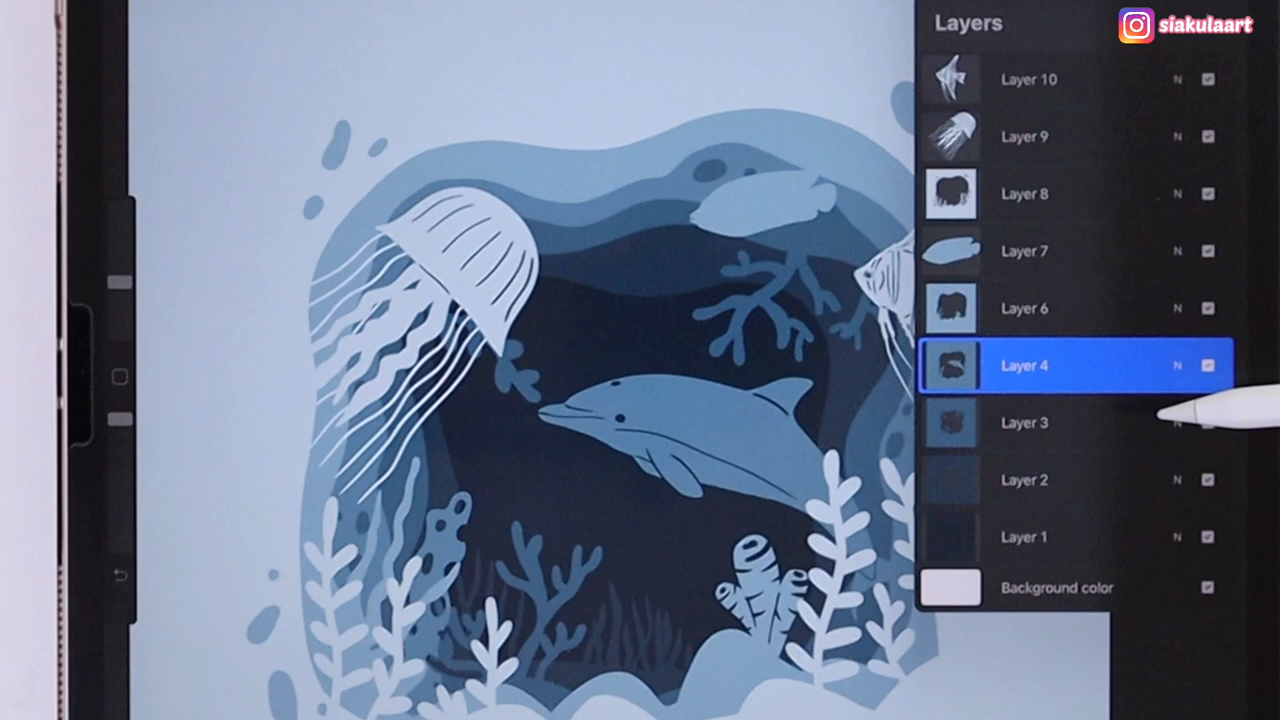 Layers
siakulaart
Layer 10
N
Layer 9
N
Layer 8
N
Layer 7
N
Layer 6
N
Layer 4
N
Layer 3
N
Layer 2
N
Layer 1
N
Background color